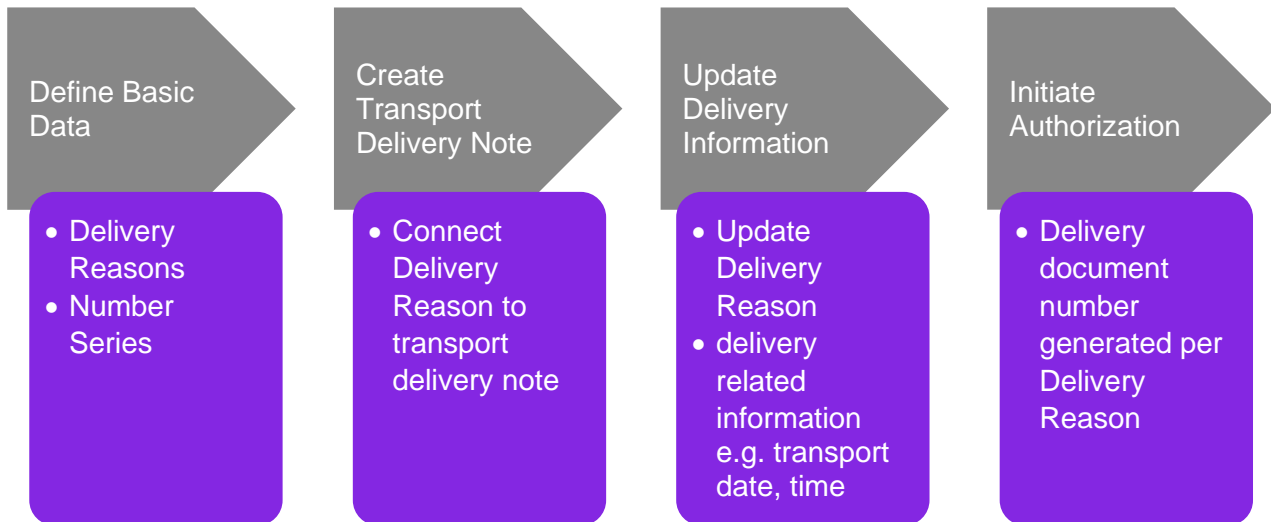 Define Basic
Data
• Delivery
Reasons
• Number
Series
Create
Transport
Delivery Note
• Connect
Delivery
Reason to
transport
delivery note
Update
Delivery
Information
• Update
Delivery
Reason
• delivery
related
information
e.g. transport
date, time
Initiate
Authorization
• Delivery
document
number
generated per
Delivery
Reason